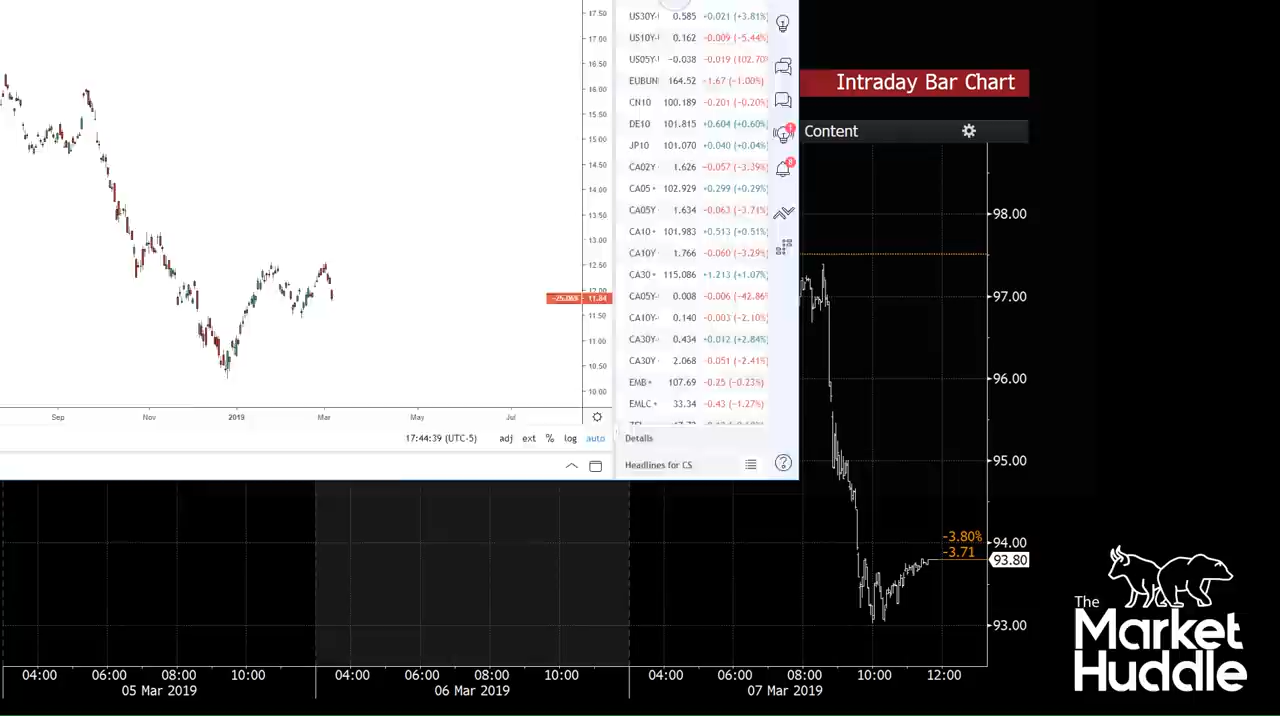 17.50
17.00
16.50
16.00
15.50
15.00
14.50
14.00
13.50
13.00
12.50
12.00
-25.06% 11.84
11.50
11.00
10.50
10.00
Sep Nov 2019 Mar May Jul
17:44:39 (UTC-5) adj ext % log auto
US30Y- 0.585 +0.021 (+3.81%)
US10Y- 0.162 -0.009 (-5.44%)
US05Y- -0.038 -0.019 (102.70%
EUBUN 164.52 -1.67 (-1.00%)
CN10 100.189 -0.201 (-0.20%)
DE10 101.815 +0.604 (+0.60%)
JP10 101.070 +0.040 (+0.04%)
CA02Y 1.626 -0.057 (-3.39%)
CA05 102.929 +0.299 (+0.29%)
CA05Y 1.634 -0.063 (-3.71%)
CA10 101.983 +0.513 (+0.51%)
CA10Y 1.766 -0.060 (-3.29%)
CA30 115.086 +1.213 (+1.07%)
CA05Y- 0.008 -0.006 (-42.86%
CA10Y- 0.140 -0.003 (-2.10%)
CA30Y- 0.434 +0.012 (+2.84%)
CA30Y 2.068 -0.051 (-2.41%)
EMB 107.69 -0.25 (-0.23%)
EMLC 33.34 -0.43 (-1.27%)
Details
Headlines for CS
1
8
Intraday Bar Chart
Content
98.00
97.00
96.00
95.00
-3.80% 94.00
-3.71 93.80
93.00
04:00 06:00 08:00 10:00 04:00 06:00 08:00 10:00 04:00 06:00 08:00 10:00 12:00
05 Mar 2019 06 Mar 2019 07 Mar 2019
The
Market
Huddle